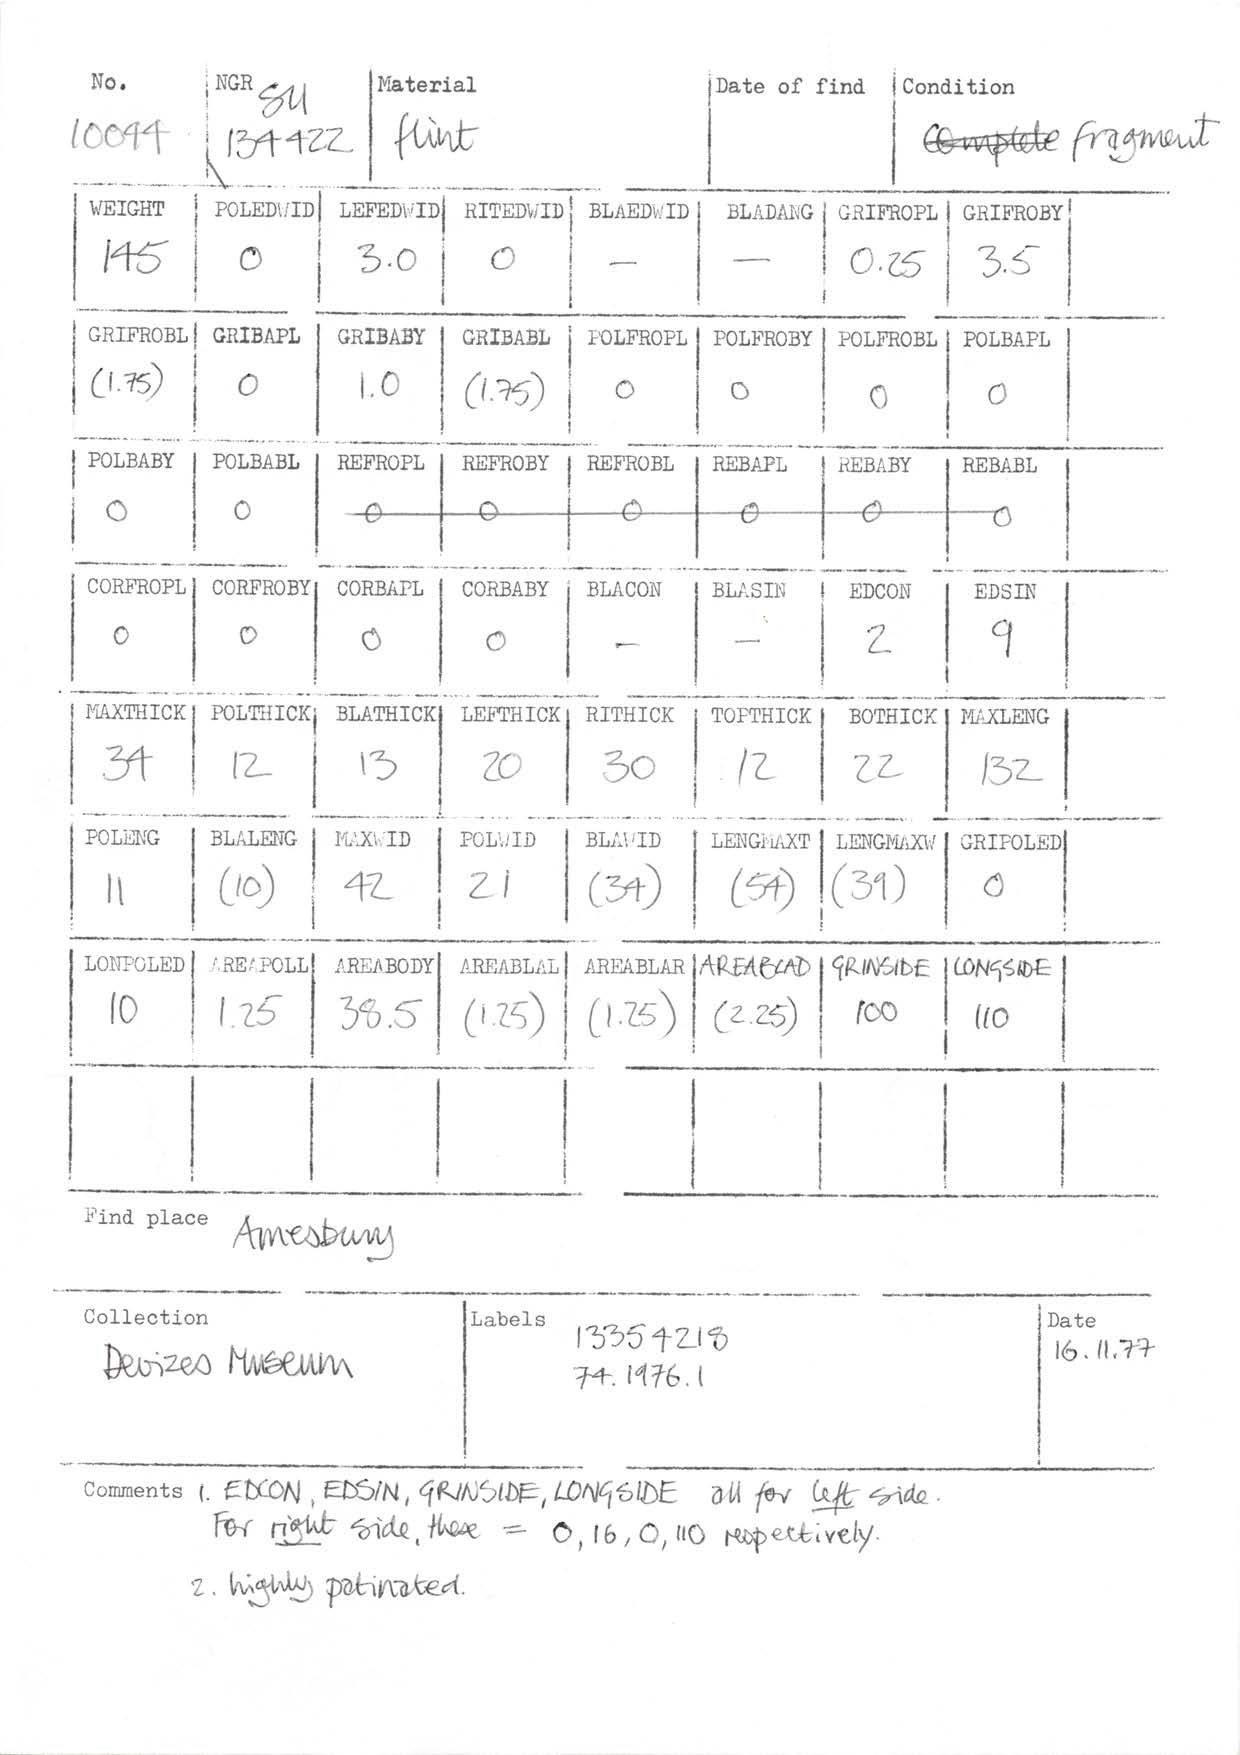 No. NGR Material Date of find Condition
SU
10044 134422 flint Complete fragment
WEIGHT POLEDWID LEFEDWID RITEDWID BLAEDWID BLADANG GRIFROPL GRIFROBY
145 0 3.0 0 — — 0.25 3.5
GRIFROBL GRIBAPL GRIBABY GRIBABL POLFROPL POLFROBY POLFROBL POLBAPL
(1.75) 0 1.0 (1.75) 0 0 0 0
POLBABY POLBABL REFROPL REFROBY REFROBL REBAPL REBABY REBABL
0 0 0 0 0 0 0 0
CORFROPL CORFROBY CORBAPL CORBABY BLACON BLASIN EDCON EDSIN
0 0 0 0 — — 2 9
MAXTHICK POLTHICK BLATHICK LEFTHICK RITHICK TOPTHICK BOTHICK MAXLENG
34 12 13 20 30 12 22 132
POLENG BLALENG MAXWID POLWID BLAWID LENGMAXT LENGMAXW GRIPOLED
11 (10) 42 21 (34) (54) (39) 0
LONPOLED AREAPOLL AREABODY AREABLAL AREABLAR AREABLAD GRINSIDE LONGSIDE
10 1.25 38.5 (1.25) (1.25) (2.25) 100 110
Find place Amesbury
Collection Labels Date
Devizes Museum 13354218 16.11.77
74.1976.1
Comments 1. EDCON, EDSIN, GRINSIDE, LONGSIDE all for left side.
For right side, these = 0, 16, 0, 110 respectively.
2. highly patinated.